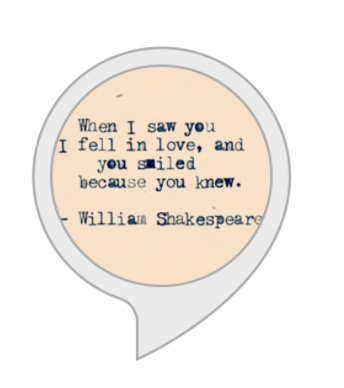 When I saw you
I fell in love, and
you smiled
because you knew.
- William Shakespeare